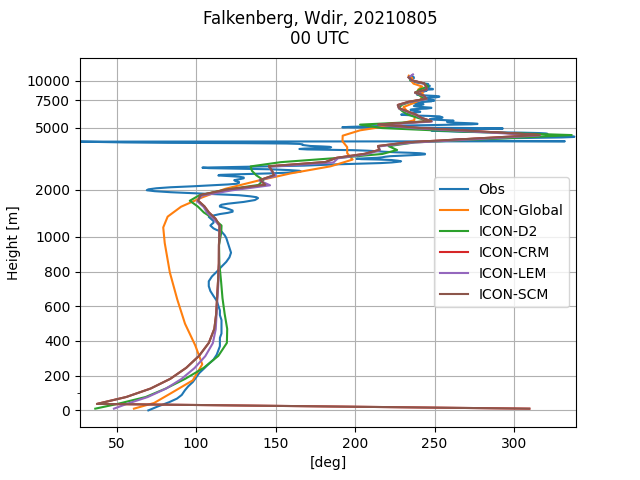 Falkenberg, Wdir, 20210805
00 UTC
10000
7500
5000
2000
1000
800
600
400
200
0
Height [m]
Obs
ICON-Global
ICON-D2
ICON-CRM
ICON-LEM
ICON-SCM
50
100
150
200
250
300
[deg]